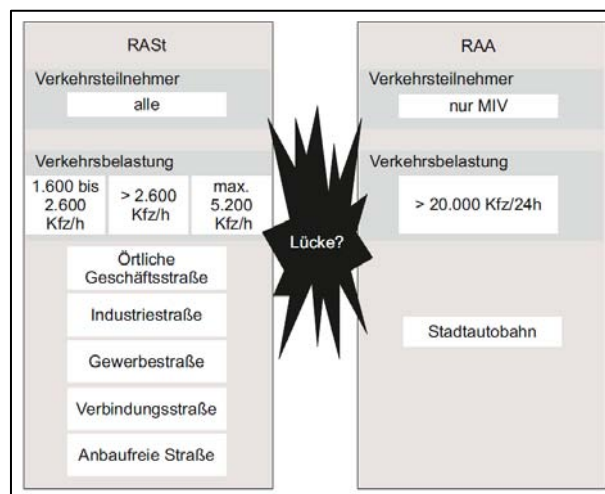 RASt
Verkehrsteilnehmer
alle
Verkehrsbelastung
1.600 bis
2.600
Kfz/h
> 2.600
Kfz/h
max.
5.200
Kfz/h
Örtliche
Geschäftsstraße
Industriestraße
Gewerbestraße
Verbindungsstraße
Anbaufreie Straße
Lücke?
RAA
Verkehrsteilnehmer
nur MIV
Verkehrsbelastung
> 20.000 Kfz/24h
Stadtautobahn